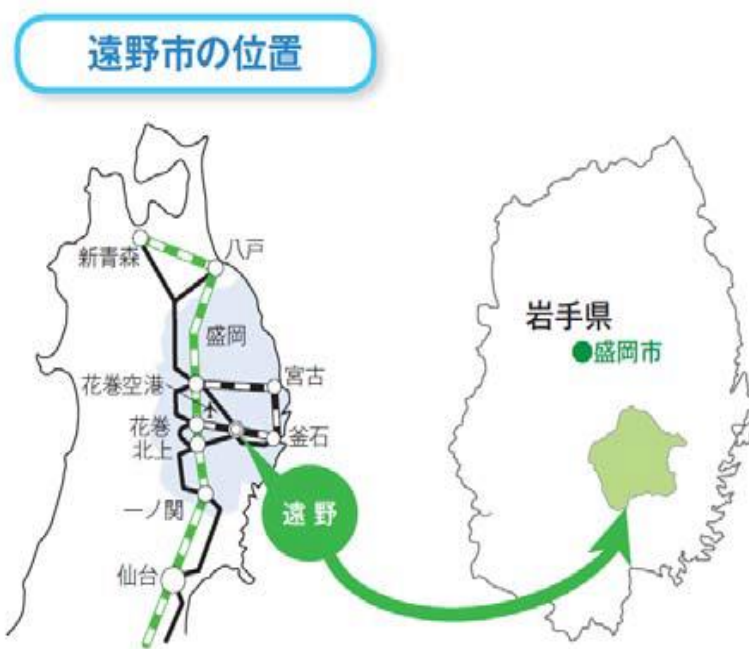 遠野市の位置
新青森
八戸
盛岡
花巻空港
宮古
花巻
北上
釜石
一ノ関
遠野
仙台
岩手県
盛岡市